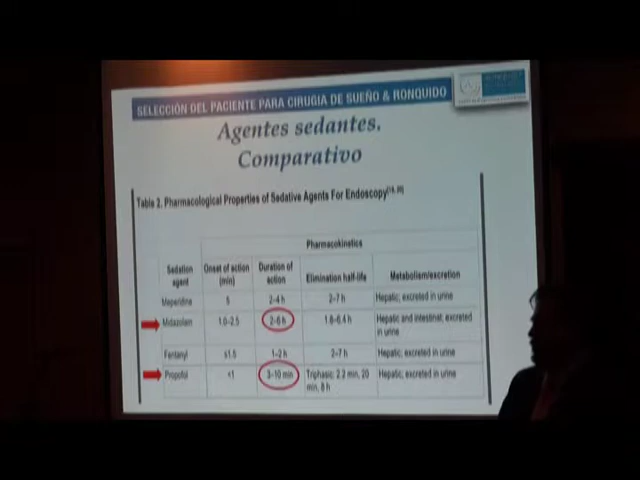 SELECCIÓN DEL PACIENTE PARA CIRUGIA DE SUEÑO & RONQUIDO
Agentes sedantes.
Comparativo
Table 2. Pharmacological Properties of Sedative Agents For Endoscopy
Pharmacokinetics
Sedation agent Onset of action (min) Duration of action Elimination half-life Metabolism/excretion
Meperidine 5 2–4 h 2–7 h Hepatic; excreted in urine
Midazolam 1.0–2.5 2–6 h 1.8–6.4 h Hepatic and intestinal; excreted in urine
Fentanyl ≤1.5 1–2 h 2–7 h Hepatic; excreted in urine
Propofol <1 3–10 min Triphasic; 2.2 min, 20 min, 8 h Hepatic; excreted in urine